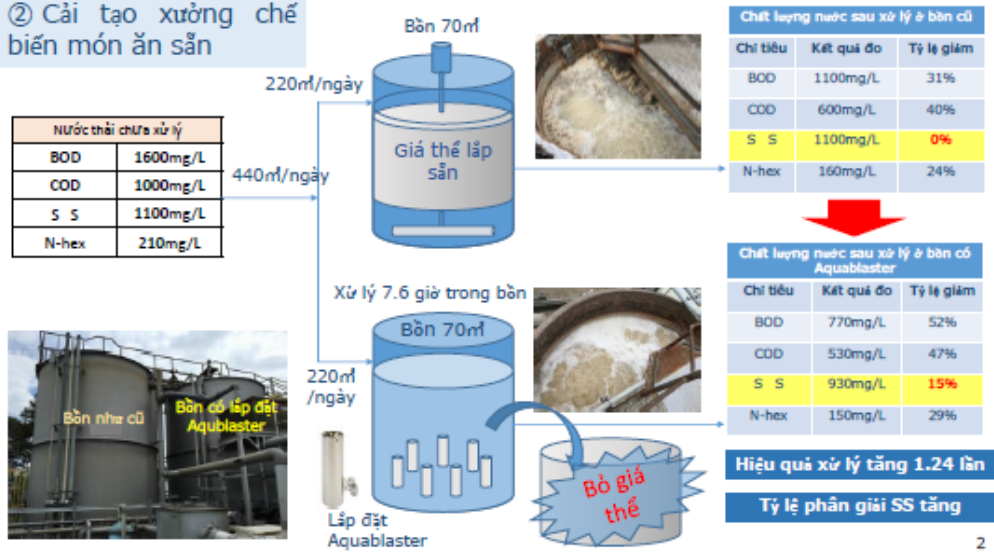 ② Cải tạo xưởng chế
biến món ăn sẵn
Nước thải chưa xử lý
BOD 1600mg/L
COD 1000mg/L
S S 1100mg/L
N-hex 210mg/L
440㎥/ngày
220㎥/ngày
Bồn 70㎥
Giá thể lắp
sẵn
Xử lý 7.6 giờ trong bồn
Bồn 70㎥
220㎥
/ngày
Lắp đặt
Aquablaster
Bỏ giá
thể
Bồn như cũ
Bồn có lắp đặt
Aqublaster
Chất lượng nước sau xử lý ở bồn cũ
Chỉ tiêu Kết quả đo Tỷ lệ giảm
BOD 1100mg/L 31%
COD 600mg/L 40%
S S 1100mg/L 0%
N-hex 160mg/L 24%
Chất lượng nước sau xử lý ở bồn có
Aquablaster
Chỉ tiêu Kết quả đo Tỷ lệ giảm
BOD 770mg/L 52%
COD 530mg/L 47%
S S 930mg/L 15%
N-hex 150mg/L 29%
Hiệu quả xử lý tăng 1.24 lần
Tỷ lệ phân giải SS tăng
2